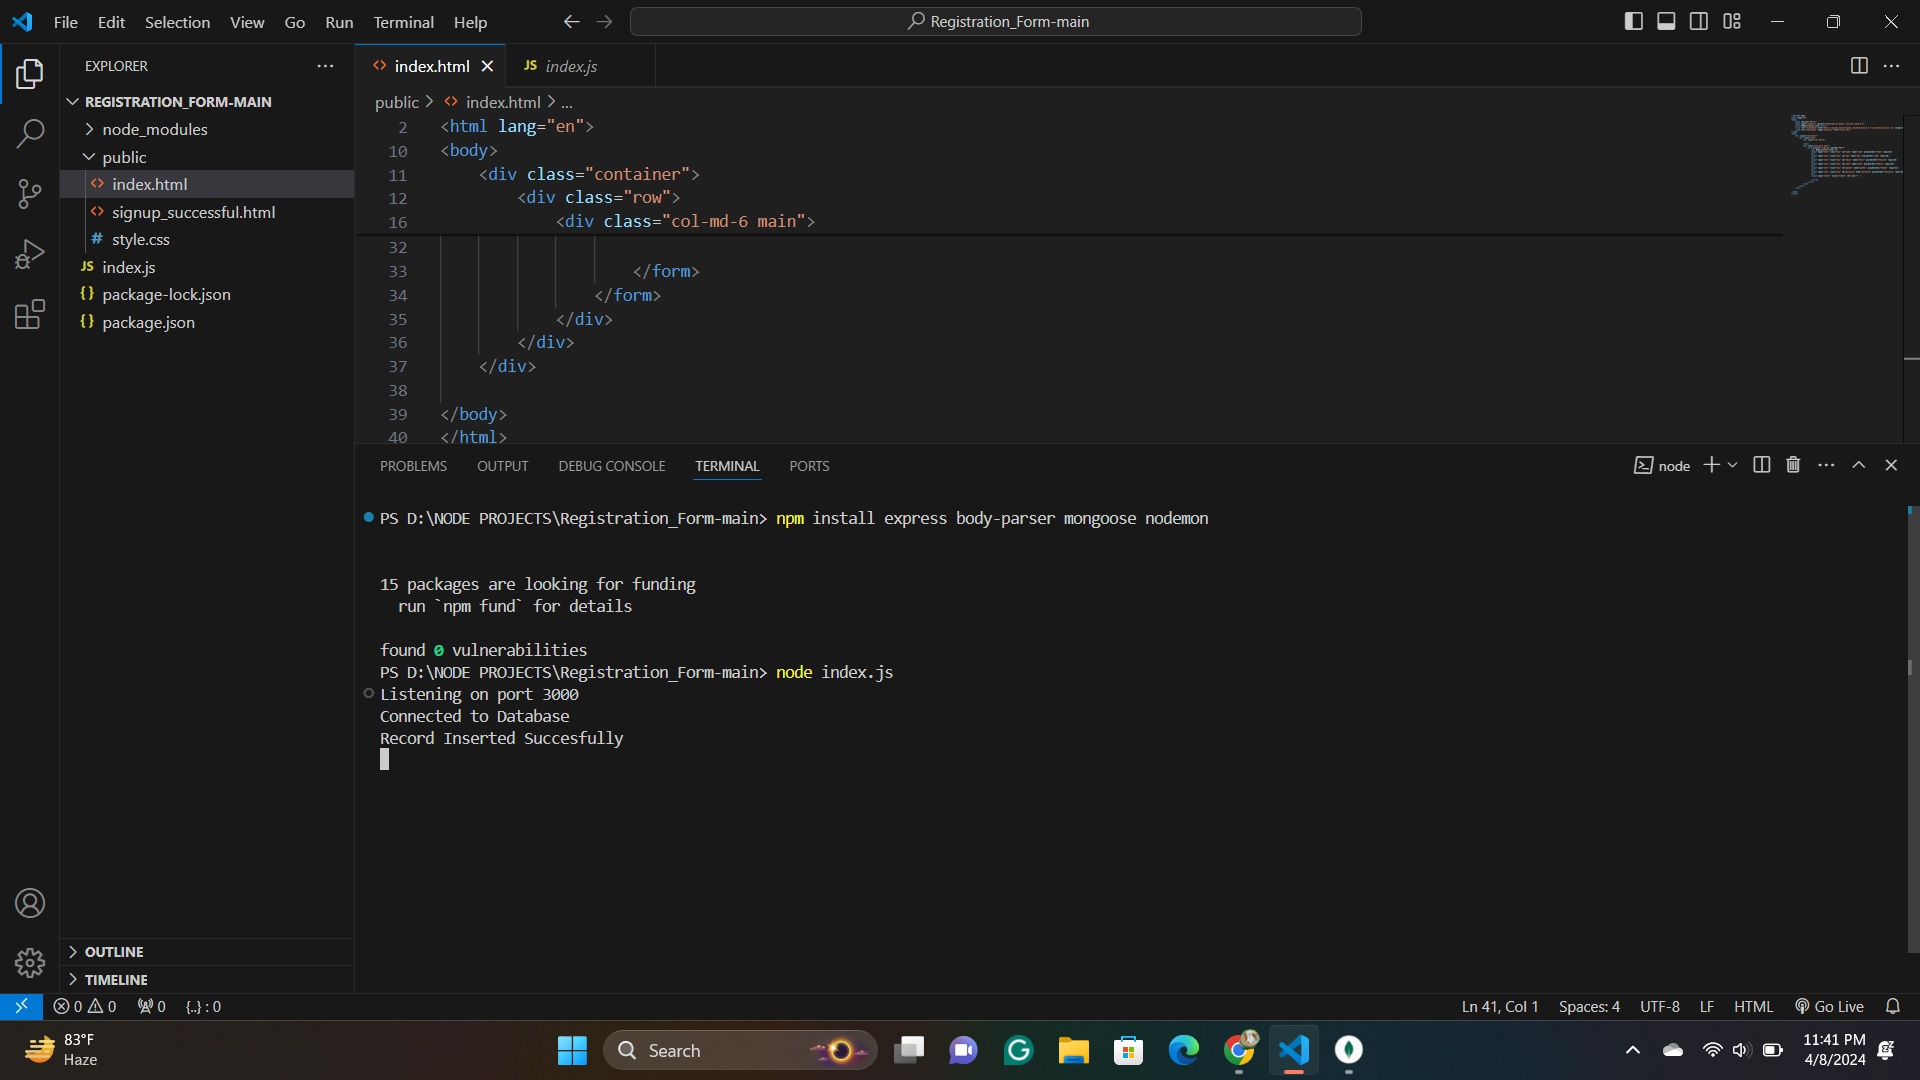 File Edit Selection View Go Run Terminal Help
Registration_Form-main
EXPLORER
REGISTRATION_FORM-MAIN
node_modules
public
index.html
signup_successful.html
style.css
JS index.js
{} package-lock.json
{} package.json
OUTLINE
TIMELINE
index.html
JS index.js
public > index.html > ...
2 <html lang="en">
10 <body>
11 <div class="container">
12 <div class="row">
16 <div class="col-md-6 main">
32
33 </form>
34 </form>
35 </div>
36 </div>
37 </div>
38
39 </body>
40 </html>
PROBLEMS OUTPUT DEBUG CONSOLE TERMINAL PORTS
node
PS D:\NODE PROJECTS\Registration_Form-main> npm install express body-parser mongoose nodemon
15 packages are looking for funding
run `npm fund` for details
found 0 vulnerabilities
PS D:\NODE PROJECTS\Registration_Form-main> node index.js
Listening on port 3000
Connected to Database
Record Inserted Succesfully
0 0 0 {..} : 0
Ln 41, Col 1 Spaces: 4 UTF-8 LF HTML Go Live
83°F
Haze
Search
11:41 PM
4/8/2024